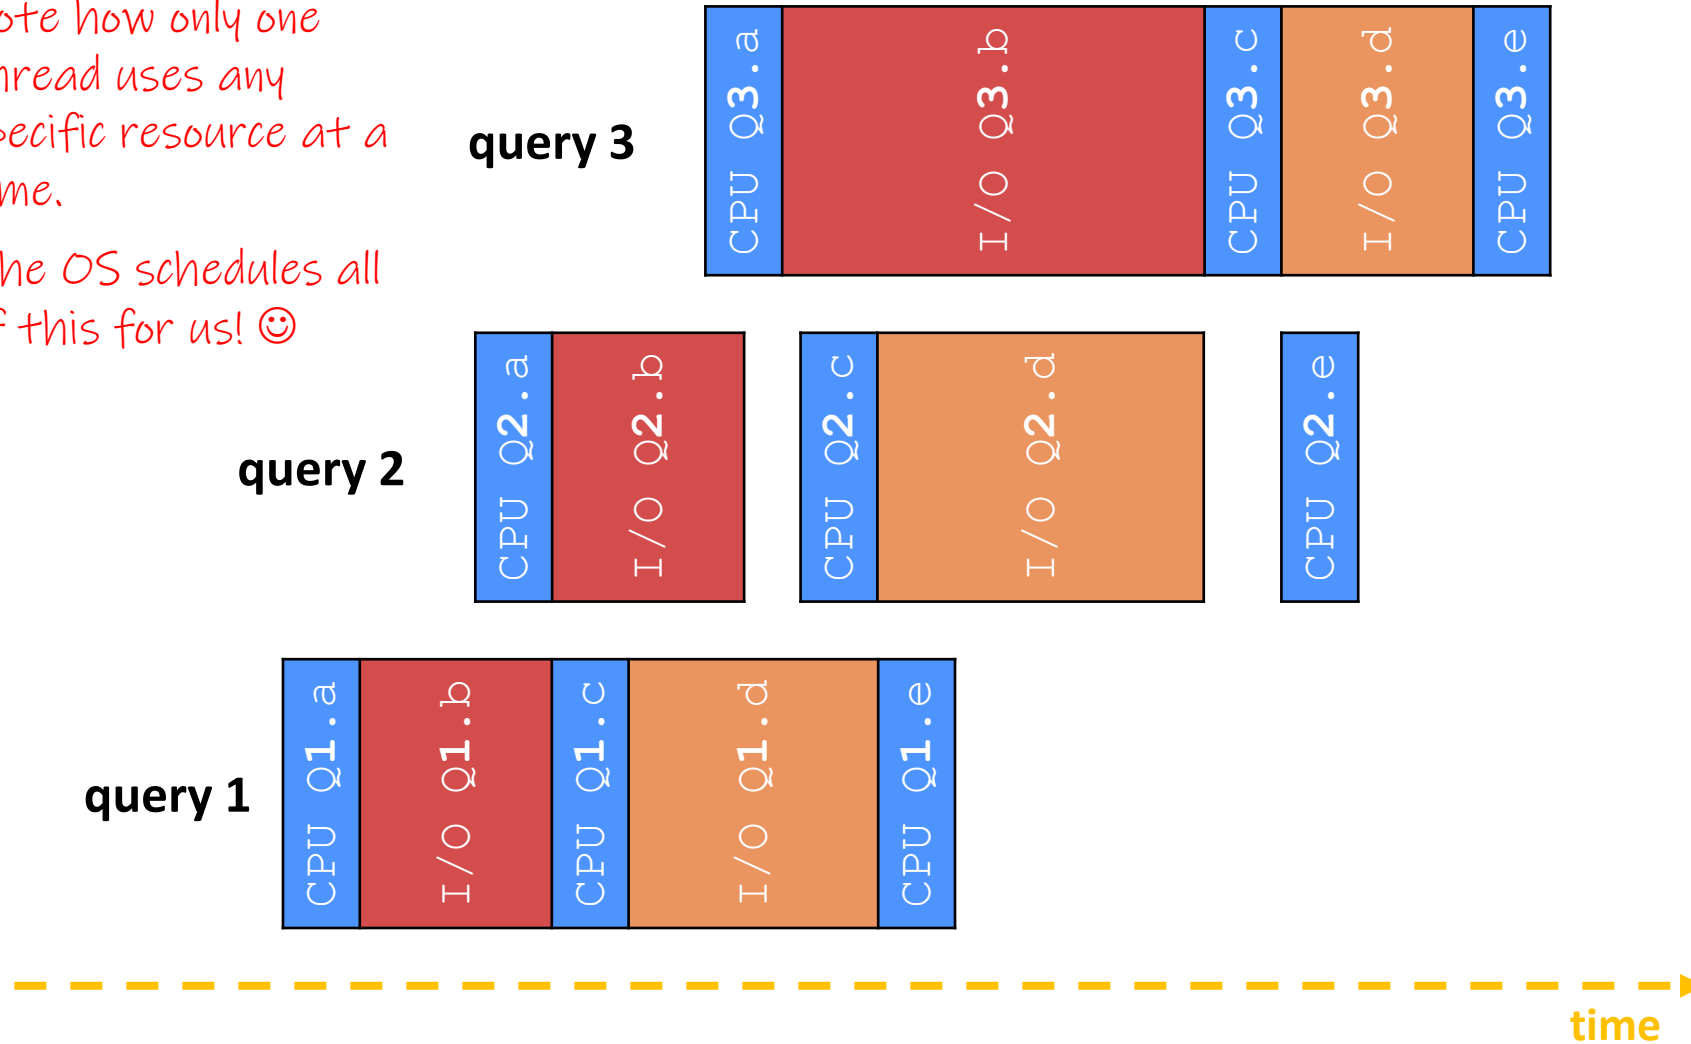 ote how only one
hread uses any
pecific resource at a
me.
he OS schedules all
f this for us! ☺
query 3
CPU Q3.a
I/O Q3.b
CPU Q3.c
I/O Q3.d
CPU Q3.e
query 2
CPU Q2.a
I/O Q2.b
CPU Q2.c
I/O Q2.d
CPU Q2.e
query 1
CPU Q1.a
I/O Q1.b
CPU Q1.c
I/O Q1.d
CPU Q1.e
time